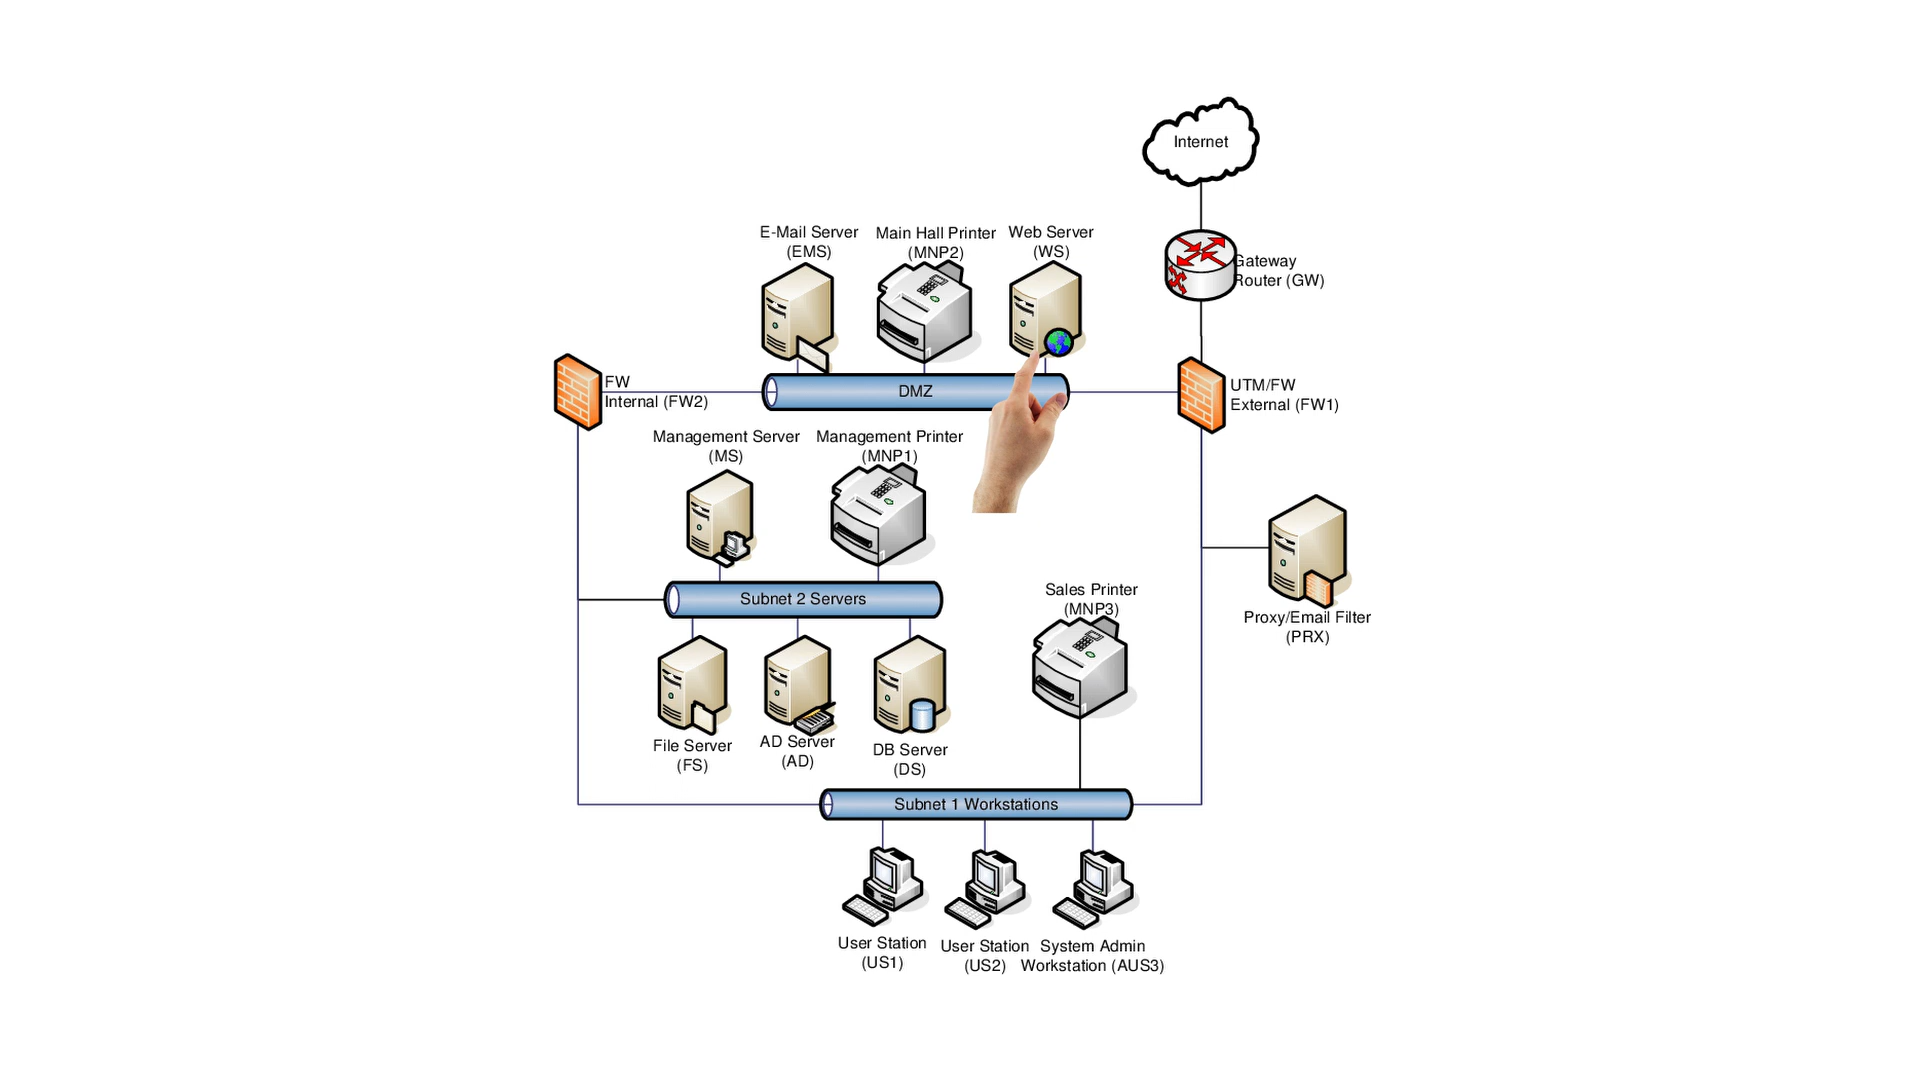 Internet
E-Mail Server
(EMS)
Main Hall Printer
(MNP2)
Web Server
(WS)
Gateway
Router (GW)
FW
Internal (FW2)
DMZ
UTM/FW
External (FW1)
Management Server
(MS)
Management Printer
(MNP1)
Subnet 2 Servers
Sales Printer
(MNP3)
Proxy/Email Filter
(PRX)
File Server
(FS)
AD Server
(AD)
DB Server
(DS)
Subnet 1 Workstations
User Station
(US1)
User Station
(US2)
System Admin
Workstation (AUS3)